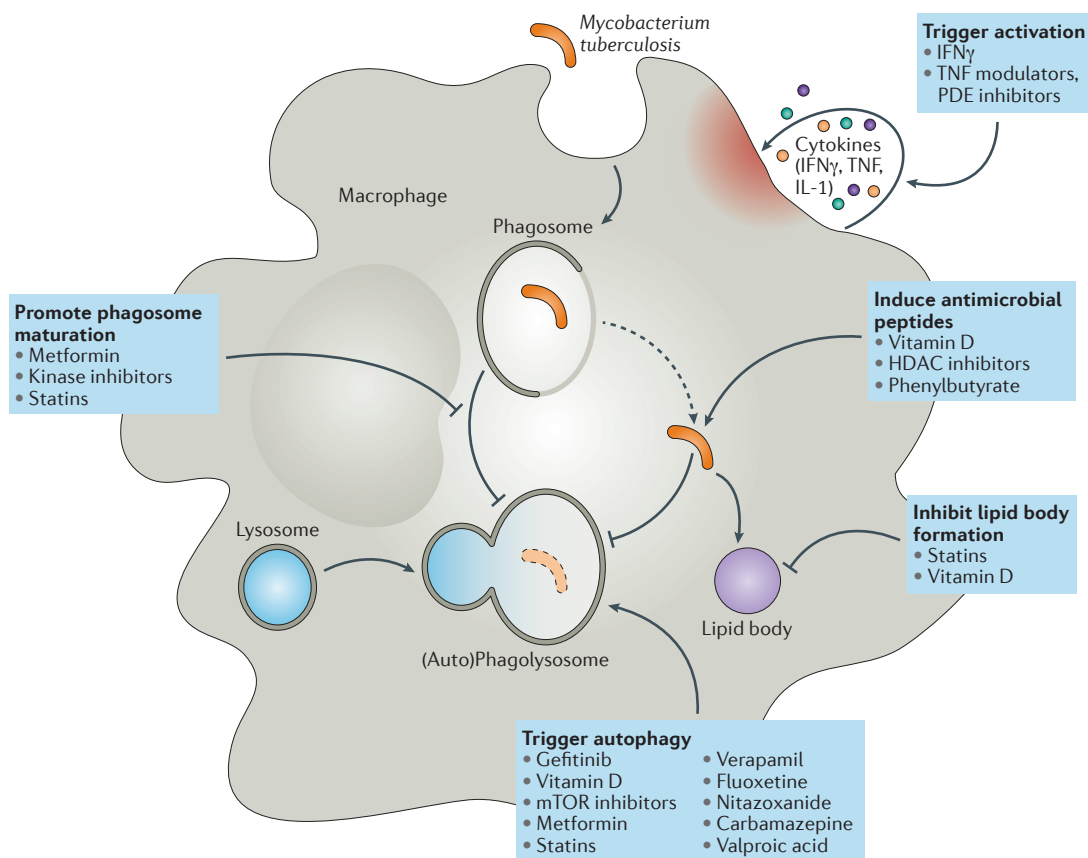 Mycobacterium
tuberculosis
Trigger activation
• IFNγ
• TNF modulators,
PDE inhibitors
Cytokines
(IFNγ, TNF,
IL-1)
Macrophage
Phagosome
Promote phagosome
maturation
• Metformin
• Kinase inhibitors
• Statins
Induce antimicrobial
peptides
• Vitamin D
• HDAC inhibitors
• Phenylbutyrate
Lysosome
Inhibit lipid body
formation
• Statins
• Vitamin D
Lipid body
(Auto)Phagolysosome
Trigger autophagy
• Gefitinib
• Vitamin D
• mTOR inhibitors
• Metformin
• Statins
• Verapamil
• Fluoxetine
• Nitazoxanide
• Carbamazepine
• Valproic acid